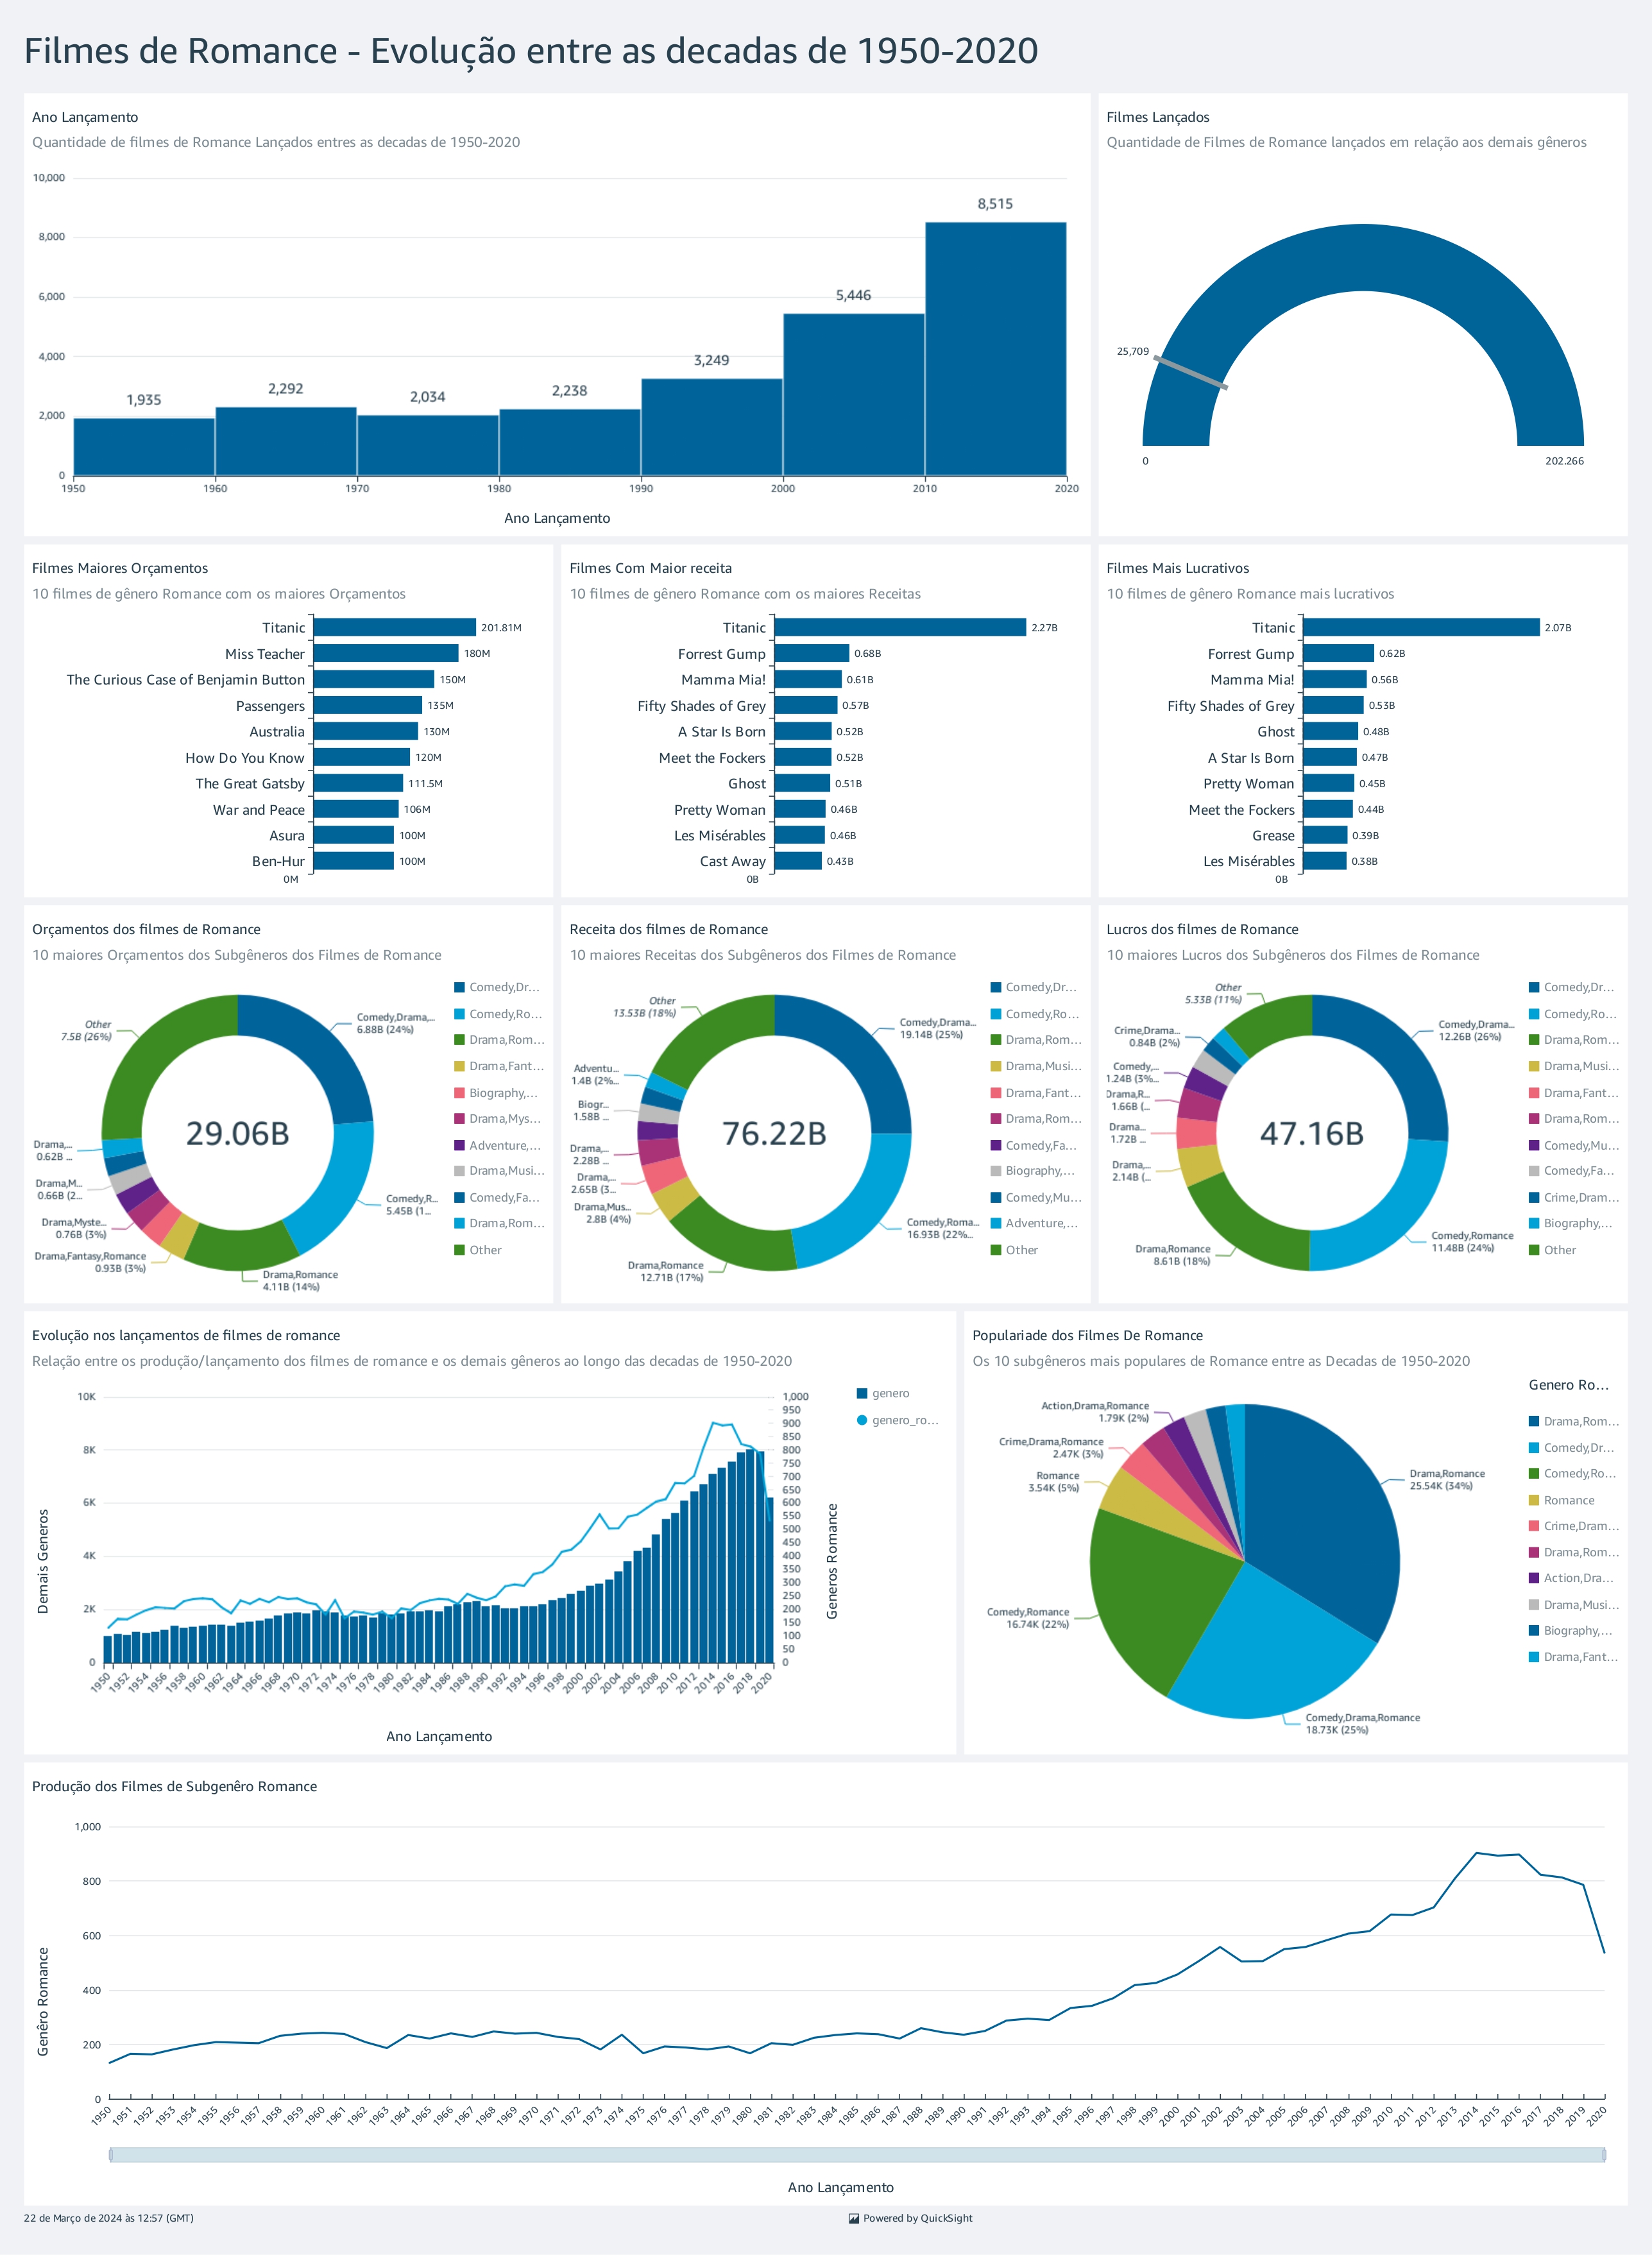 Filmes de Romance - Evolução entre as decadas de 1950-2020
Ano Lançamento
Quantidade de filmes de Romance Lançados entres as decadas de 1950-2020
10,000
8,000
6,000
4,000
2,000
0
1,935
2,292
2,034
2,238
3,249
5,446
8,515
1950
1960
1970
1980
1990
2000
2010
2020
Ano Lançamento
Filmes Lançados
Quantidade de Filmes de Romance lançados em relação aos demais gêneros
25,709
0
202.266
Filmes Maiores Orçamentos
10 filmes de gênero Romance com os maiores Orçamentos
Titanic 201.81M
Miss Teacher 180M
The Curious Case of Benjamin Button 150M
Passengers 135M
Australia 130M
How Do You Know 120M
The Great Gatsby 111.5M
War and Peace 106M
Asura 100M
Ben-Hur 100M
0M
Filmes Com Maior receita
10 filmes de gênero Romance com os maiores Receitas
Titanic 2.27B
Forrest Gump 0.68B
Mamma Mia! 0.61B
Fifty Shades of Grey 0.57B
A Star Is Born 0.52B
Meet the Fockers 0.52B
Ghost 0.51B
Pretty Woman 0.46B
Les Misérables 0.46B
Cast Away 0.43B
0B
Filmes Mais Lucrativos
10 filmes de gênero Romance mais lucrativos
Titanic 2.07B
Forrest Gump 0.62B
Mamma Mia! 0.56B
Fifty Shades of Grey 0.53B
Ghost 0.48B
A Star Is Born 0.47B
Pretty Woman 0.45B
Meet the Fockers 0.44B
Grease 0.39B
Les Misérables 0.38B
0B
Orçamentos dos filmes de Romance
10 maiores Orçamentos dos Subgêneros dos Filmes de Romance
Comedy,Drama,...
6.88B (24%)
Comedy,R...
5.45B (1...
Drama,Romance
4.11B (14%)
Drama,Fantasy,Romance
0.93B (3%)
Drama,Myste...
0.76B (3%)
Drama,M...
0.66B (2...
Drama,...
0.62B ...
Other
7.5B (26%)
29.06B
Comedy,Dr...
Comedy,Ro...
Drama,Rom...
Drama,Fant...
Biography,...
Drama,Mys...
Adventure,...
Drama,Musi...
Comedy,Fa...
Drama,Rom...
Other
Receita dos filmes de Romance
10 maiores Receitas dos Subgêneros dos Filmes de Romance
Comedy,Drama...
19.14B (25%)
Comedy,Roma...
16.93B (22%...
Drama,Romance
12.71B (17%)
Drama,Mus...
2.8B (4%)
Drama,...
2.65B (3...
Drama,...
2.28B ...
Biogr...
1.58B ...
Adventu...
1.4B (2%...
Other
13.53B (18%)
76.22B
Comedy,Dr...
Comedy,Ro...
Drama,Rom...
Drama,Musi...
Drama,Fant...
Drama,Rom...
Comedy,Fa...
Biography,...
Comedy,Mu...
Adventure,...
Other
Lucros dos filmes de Romance
10 maiores Lucros dos Subgêneros dos Filmes de Romance
Comedy,Drama...
12.26B (26%)
Comedy,Romance
11.48B (24%)
Drama,Romance
8.61B (18%)
Drama,...
2.14B (...
Drama...
1.72B ...
Drama,R...
1.66B (...
Comedy,...
1.24B (3%...
Crime,Drama...
0.84B (2%)
Other
5.33B (11%)
47.16B
Comedy,Dr...
Comedy,Ro...
Drama,Rom...
Drama,Musi...
Drama,Fant...
Drama,Rom...
Comedy,Mu...
Comedy,Fa...
Crime,Dram...
Biography,...
Other
Evolução nos lançamentos de filmes de romance
Relação entre os produção/lançamento dos filmes de romance e os demais gêneros ao longo das decadas de 1950-2020
Demais Generos
10K
8K
6K
4K
2K
0
1,000
950
900
850
800
750
700
650
600
550
500
450
400
350
300
250
200
150
100
50
0
Generos Romance
genero
genero_ro...
1950 1952 1954 1956 1958 1960 1962 1964 1966 1968 1970 1972 1974 1976 1978 1980 1982 1984 1986 1988 1990 1992 1994 1996 1998 2000 2002 2004 2006 2008 2010 2012 2014 2016 2018 2020
Ano Lançamento
Populariade dos Filmes De Romance
Os 10 subgêneros mais populares de Romance entre as Decadas de 1950-2020
Action,Drama,Romance
1.79K (2%)
Crime,Drama,Romance
2.47K (3%)
Romance
3.54K (5%)
Comedy,Romance
16.74K (22%)
Comedy,Drama,Romance
18.73K (25%)
Drama,Romance
25.54K (34%)
Genero Ro...
Drama,Rom...
Comedy,Dr...
Comedy,Ro...
Romance
Crime,Dram...
Drama,Rom...
Action,Dra...
Drama,Musi...
Biography,...
Drama,Fant...
Produção dos Filmes de Subgenêro Romance
Genêro Romance
1,000
800
600
400
200
0
1950 1951 1952 1953 1954 1955 1956 1957 1958 1959 1960 1961 1962 1963 1964 1965 1966 1967 1968 1969 1970 1971 1972 1973 1974 1975 1976 1977 1978 1979 1980 1981 1982 1983 1984 1985 1986 1987 1988 1989 1990 1991 1992 1993 1994 1995 1996 1997 1998 1999 2000 2001 2002 2003 2004 2005 2006 2007 2008 2009 2010 2011 2012 2013 2014 2015 2016 2017 2018 2019 2020
Ano Lançamento
22 de Março de 2024 às 12:57 (GMT)
Powered by QuickSight